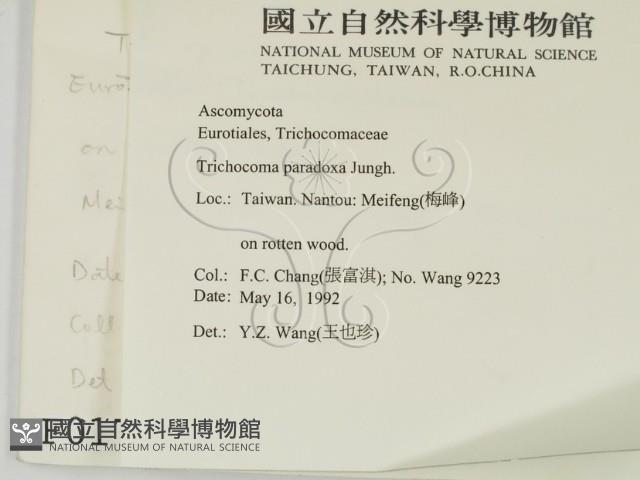 國立自然科學博物館
NATIONAL MUSEUM OF NATURAL SCIENCE
TAICHUNG, TAIWAN, R.O.CHINA
Ascomycota
Eurotiales, Trichocomaceae
Trichocoma paradoxa Jungh.
Loc.: Taiwan. Nantou: Meifeng(梅峰)
on rotten wood.
Col.: F.C. Chang(張富淇); No. Wang 9223
Date: May 16, 1992
Det.: Y.Z. Wang(王也珍)
T
Euro
on
Mei
Date
Coll
Det
國立自然科學博物館
NATIONAL MUSEUM OF NATURAL SCIENCE